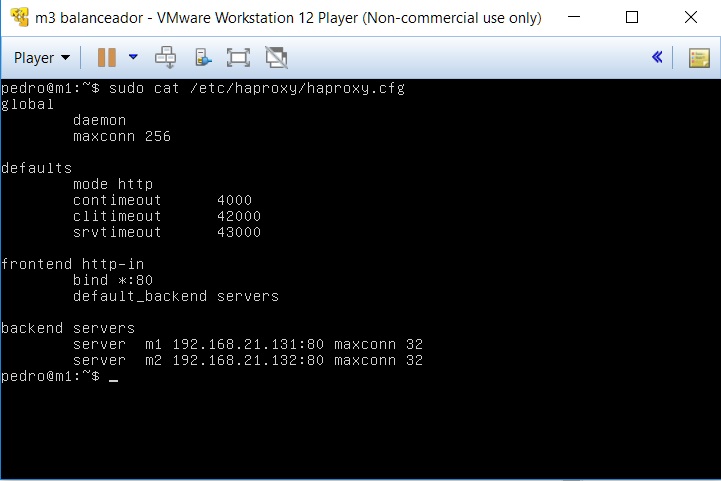 m3 balanceador - VMware Workstation 12 Player (Non-commercial use only)
Player
pedro@m1:~$ sudo cat /etc/haproxy/haproxy.cfg
global
        daemon
        maxconn 256

defaults
        mode http
        contimeout      4000
        clitimeout      42000
        srvtimeout      43000

frontend http-in
        bind *:80
        default_backend servers

backend servers
        server  m1 192.168.21.131:80 maxconn 32
        server  m2 192.168.21.132:80 maxconn 32
pedro@m1:~$ _